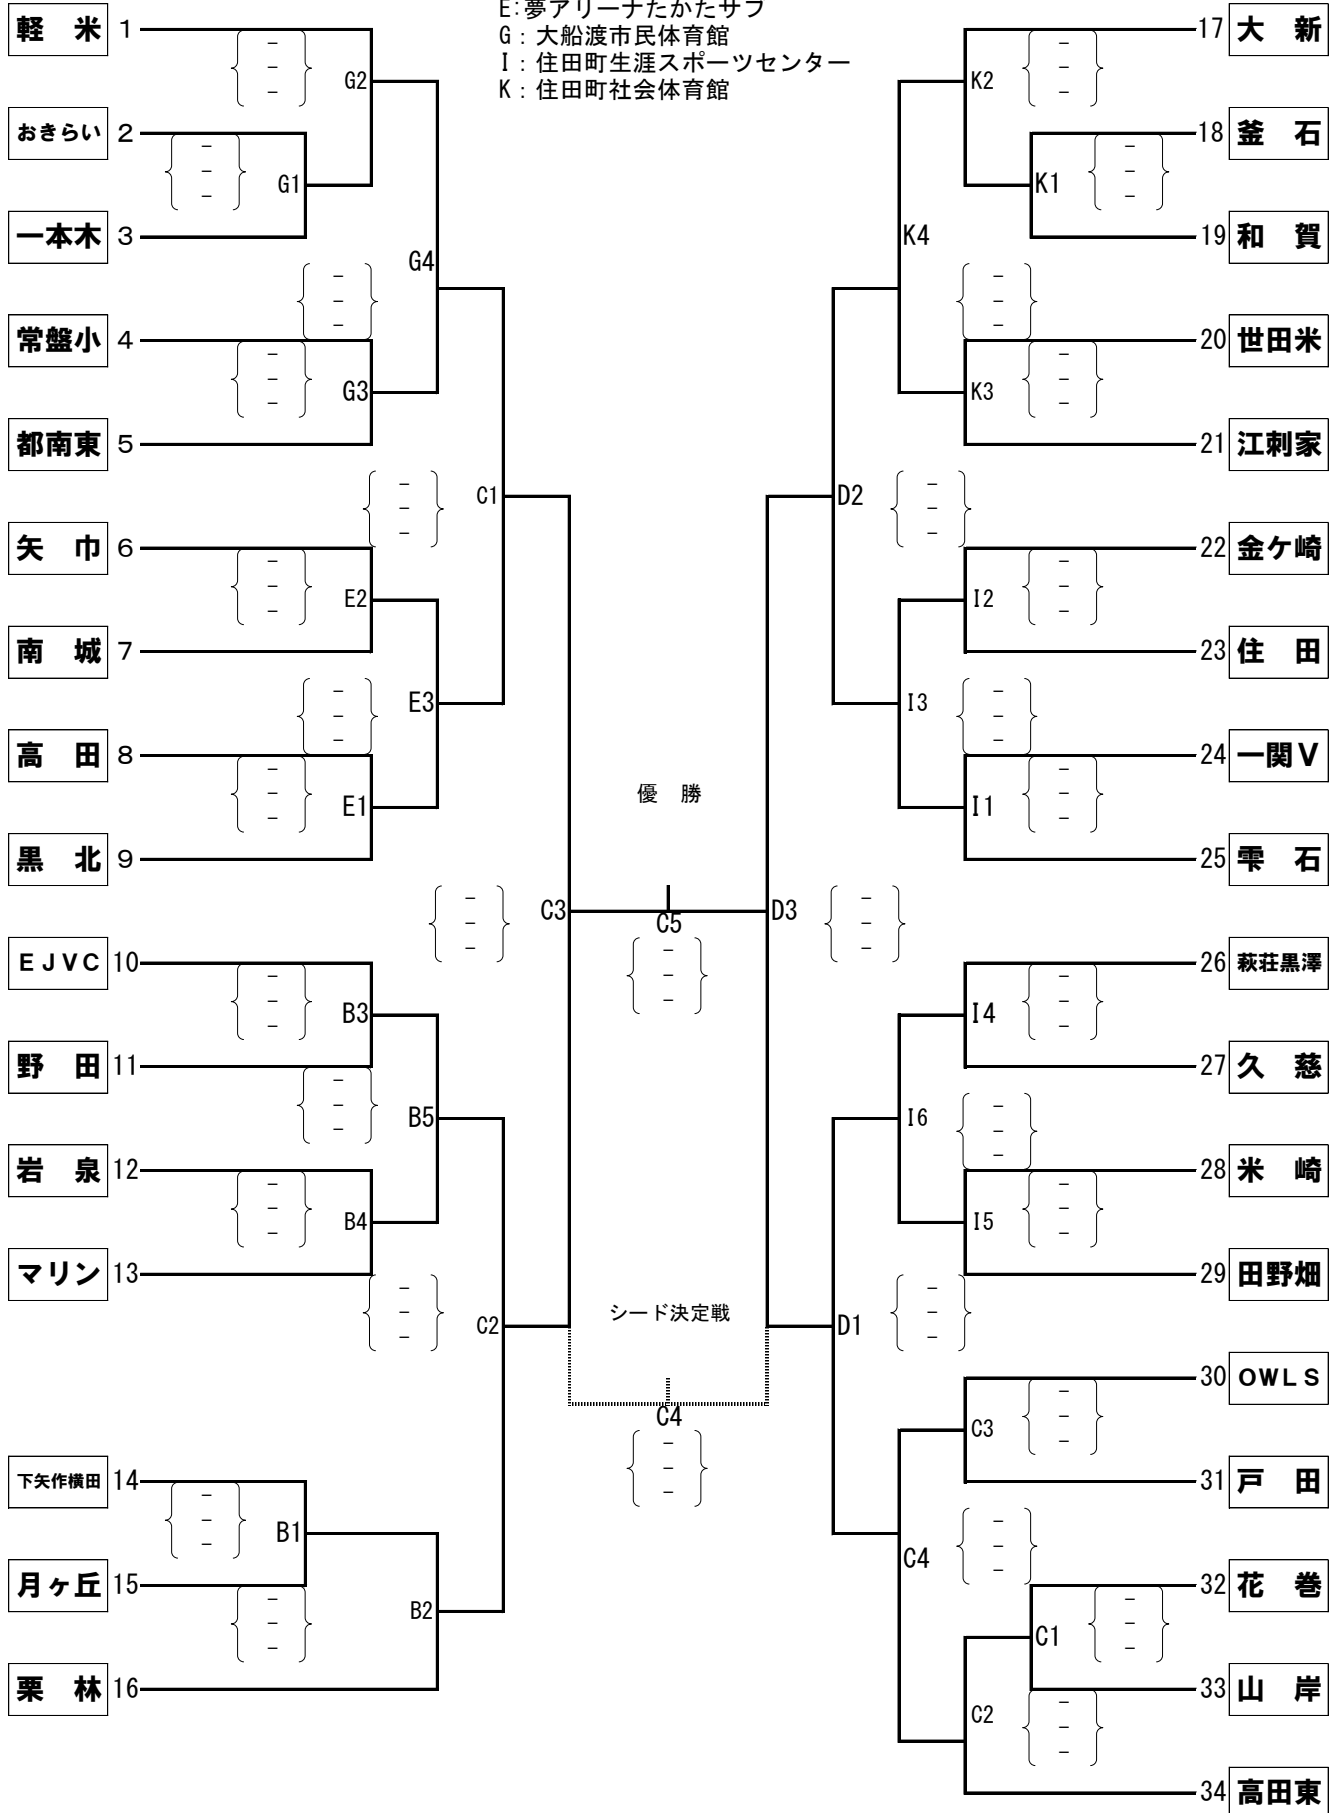 E:夢アリーナたかたサブ
G：大船渡市民体育館
I：住田町生涯スポーツセンター
K：住田町社会体育館
軽　米 1
おきらい 2
一本木 3
常盤小 4
都南東 5
矢　巾 6
南　城 7
高　田 8
黒　北 9
ＥＪＶＣ 10
野　田 11
岩　泉 12
マリン 13
下矢作横田 14
月ヶ丘 15
栗　林 16
G2
G1
G4
G3
C1
E2
E3
E1
C3
B3
B5
B4
C2
B1
B2
優　勝
C5
シード決定戦
C4
K2
K1
K4
K3
D2
I2
I3
I1
D3
I4
I6
I5
D1
C3
C4
C1
C2
17 大　新
18 釜　石
19 和　賀
20 世田米
21 江刺家
22 金ケ崎
23 住　田
24 一関Ｖ
25 雫　石
26 萩荘黒澤
27 久　慈
28 米　崎
29 田野畑
30 OWLS
31 戸　田
32 花　巻
33 山　岸
34 高田東